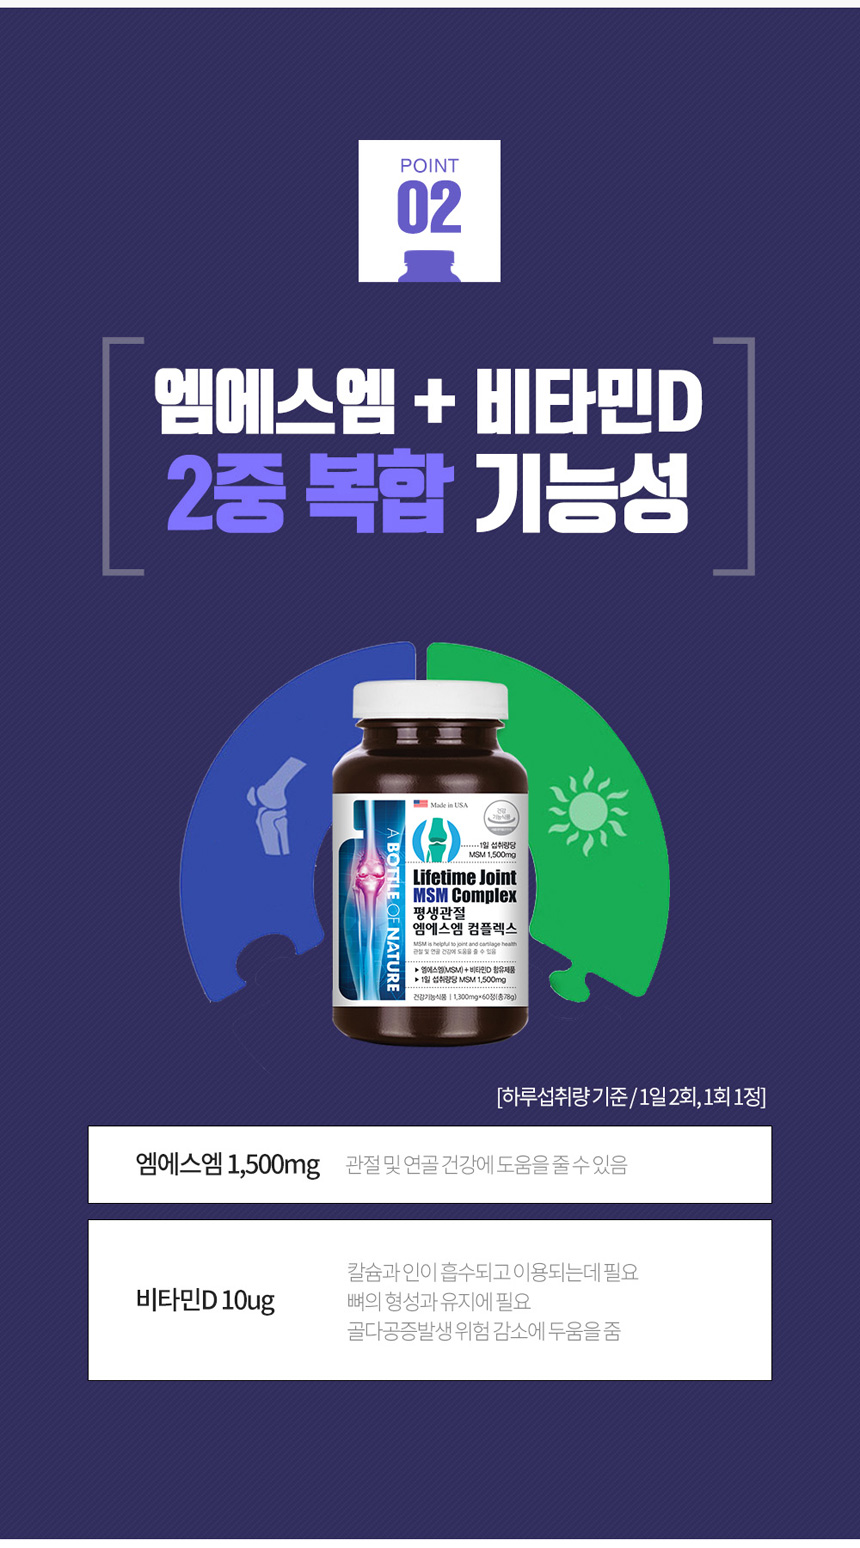 POINT
02
엠에스엠 + 비타민D
2중 복합 기능성
Made in USA
건강
기능식품
1일 섭취량당
MSM 1,500mg
A BOTTLE OF NATURE
Lifetime Joint
MSM Complex
평생관절
엠에스엠 컴플렉스
MSM is helpful to joint and cartilage health
관절 및 연골 건강에 도움을 줄 수 있음
▶ 엠에스엠(MSM) + 비타민D 함유제품
▶ 1일 섭취량당 MSM 1,500mg
건강기능식품 | 1,300mg×60정(총78g)
[하루섭취량 기준 / 1일 2회, 1회 1정]
엠에스엠 1,500mg 관절 및 연골 건강에 도움을 줄 수 있음
칼슘과 인이 흡수되고 이용되는데 필요
비타민D 10ug 뼈의 형성과 유지에 필요
골다공증발생 위험 감소에 두움을 줌